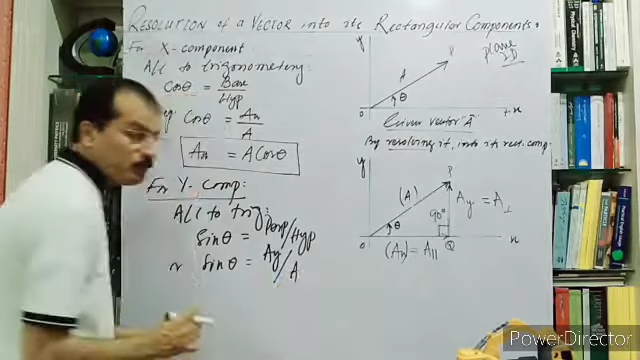 Resolution of a Vector into its Rectangular Components.
For X-component
Acc to trigonometry:
Cosθ = Base/Hyp
Cosθ = Ax/A
Ax = A Cosθ
For Y-comp:
Acc to trig:
Sinθ = Perp/Hyp
Sinθ = Ay/A
y
P
plane
2D
A
θ
o
x
Given vector "A"
By resolving it into its rect. comp:
y
P
(A)
Ay = A⊥
90°
θ
o
(Ax) = A||
Q
x
PowerDirector